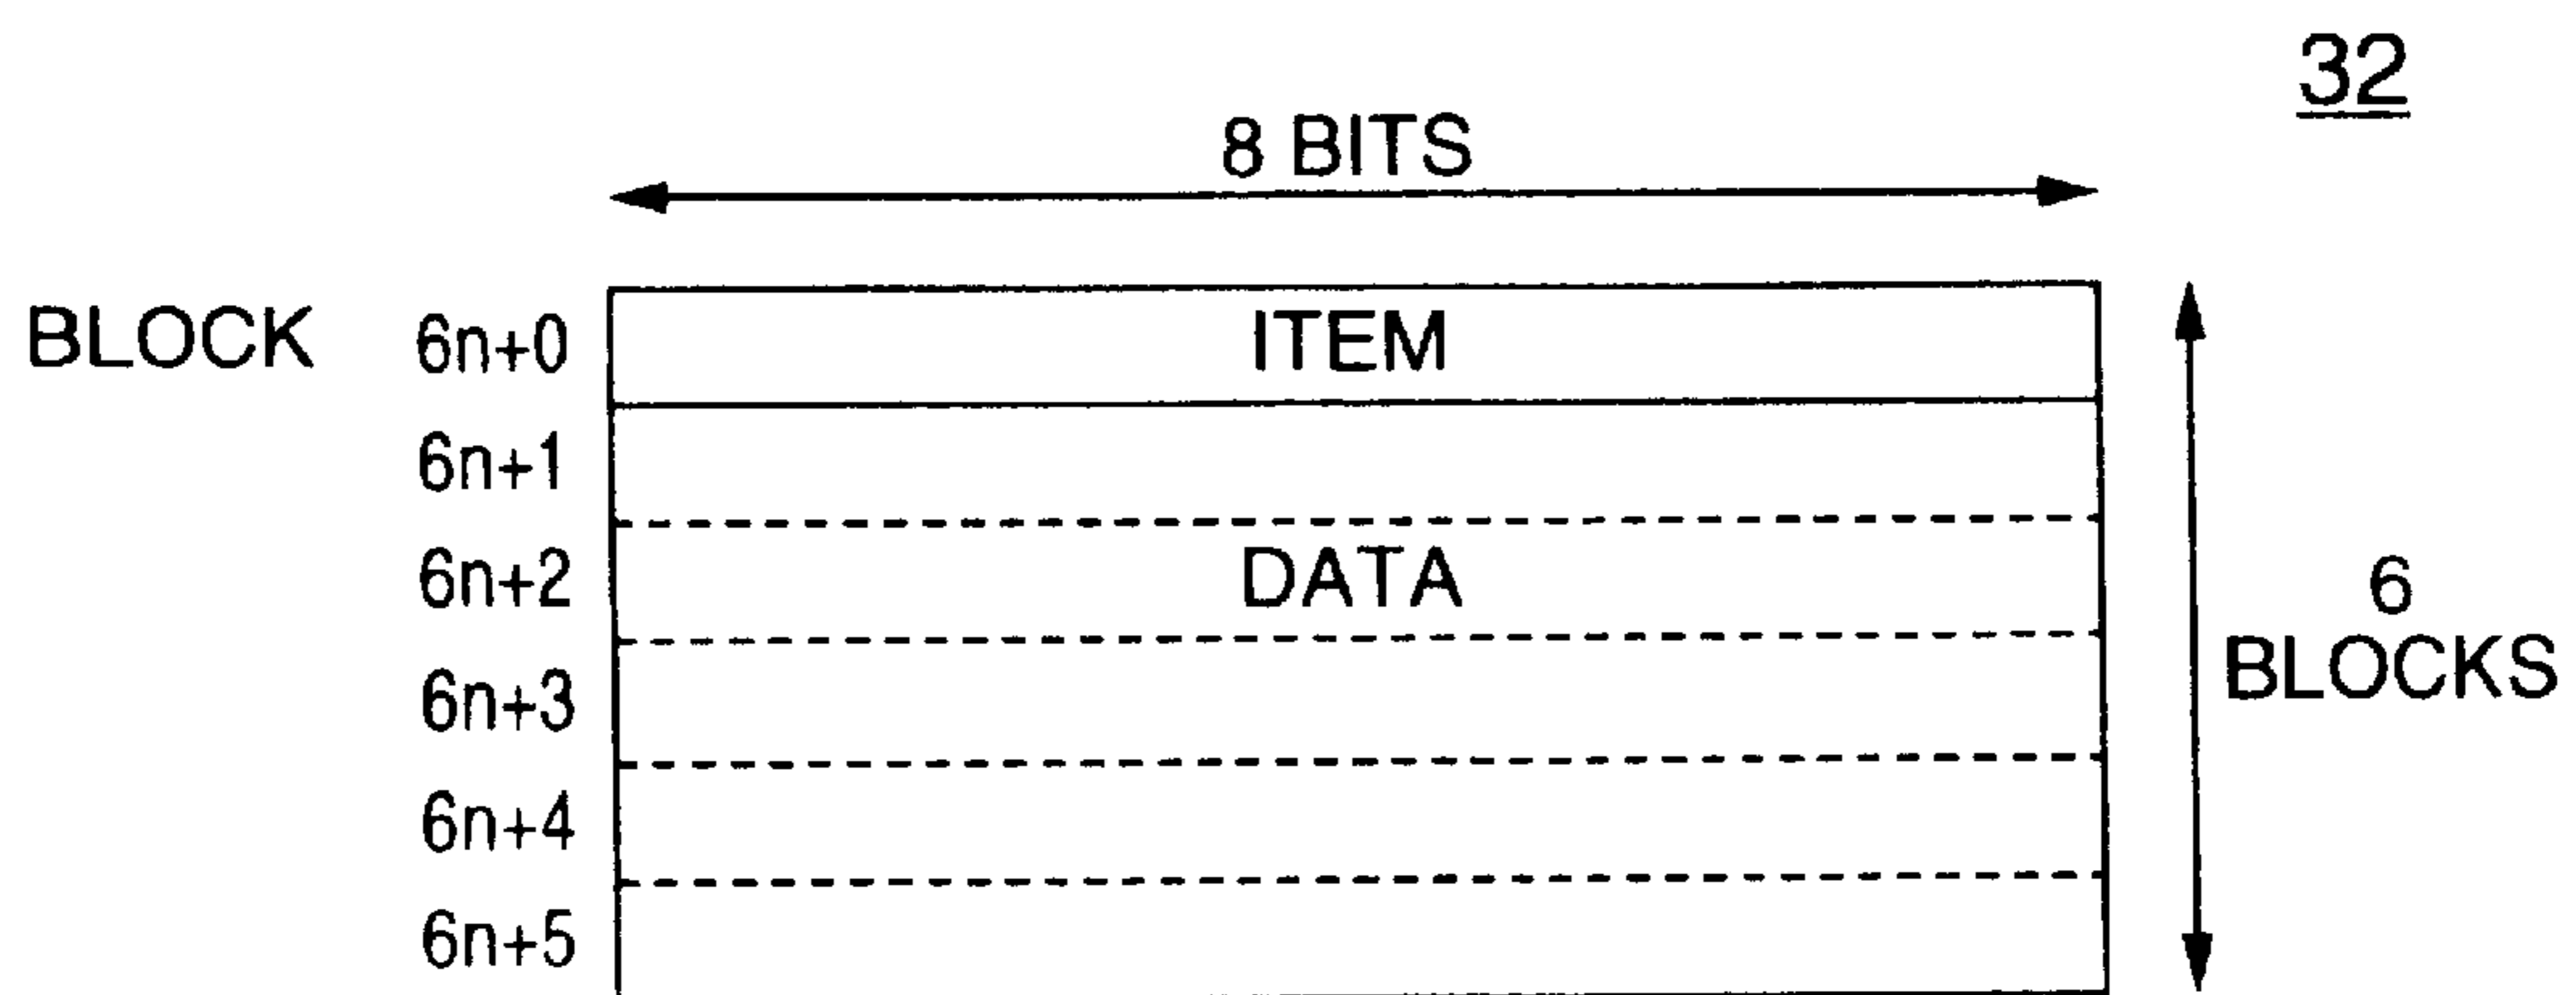 32
8 BITS
BLOCK 6n+0 ITEM
6n+1
6n+2 DATA
6n+3
6n+4
6n+5
6
BLOCKS